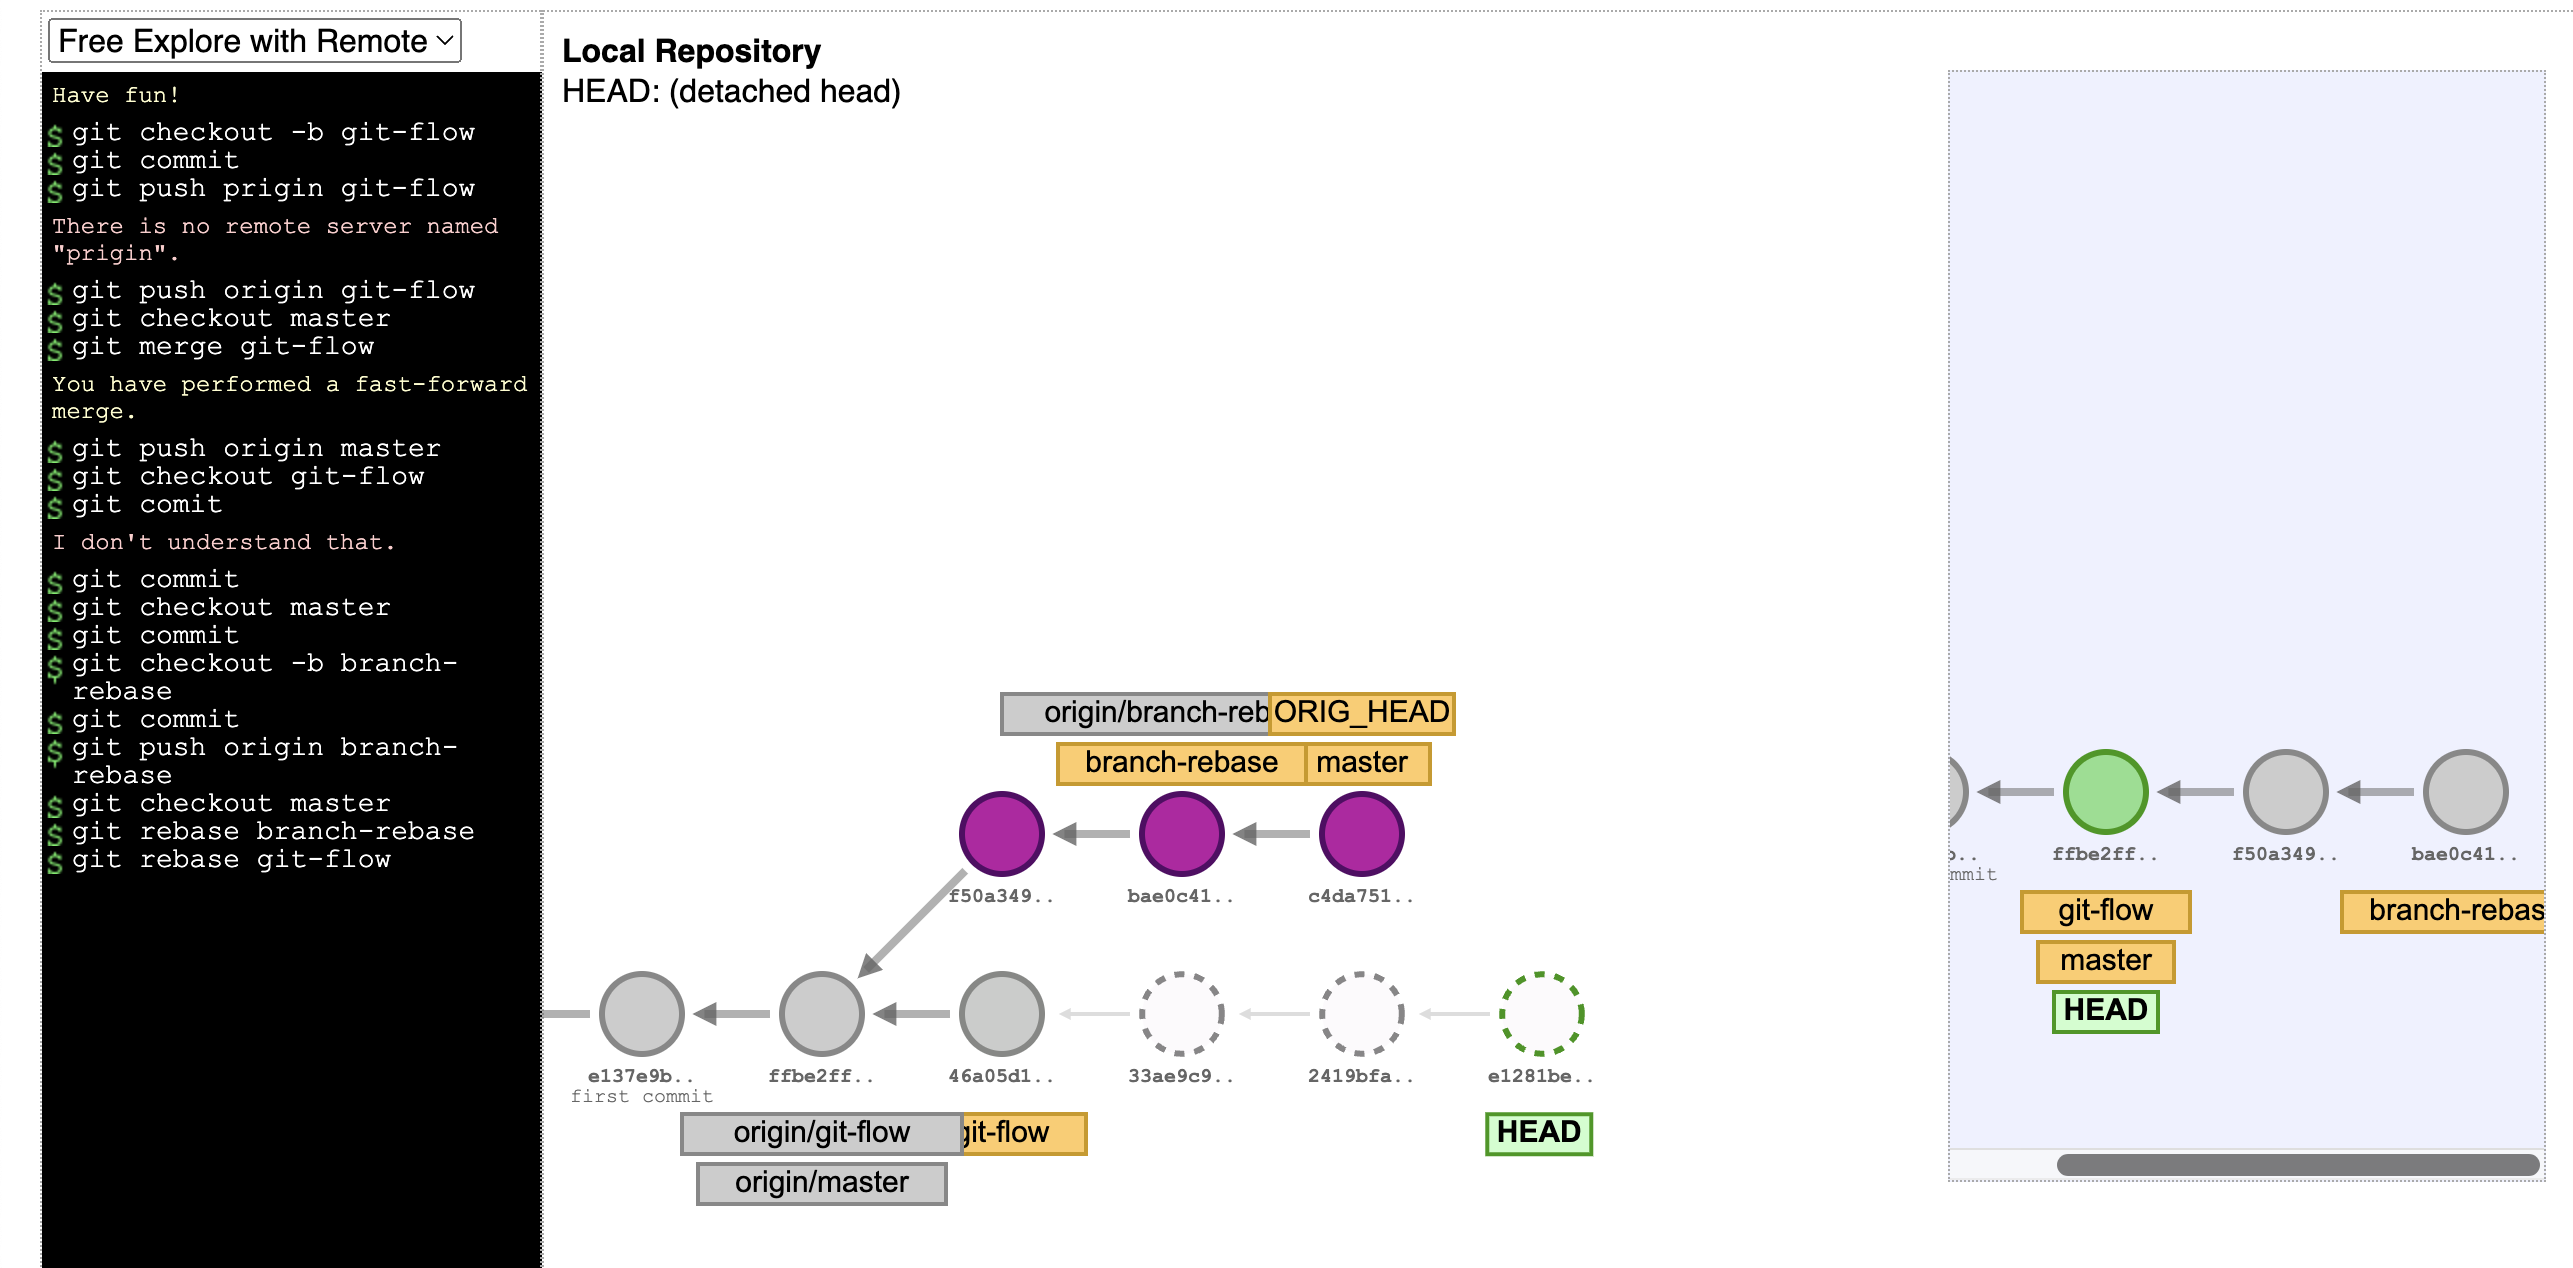 Free Explore with Remote
Have fun!
$ git checkout -b git-flow
$ git commit
$ git push prigin git-flow
There is no remote server named
"prigin".
$ git push origin git-flow
$ git checkout master
$ git merge git-flow
You have performed a fast-forward
merge.
$ git push origin master
$ git checkout git-flow
$ git comit
I don't understand that.
$ git commit
$ git checkout master
$ git commit
$ git checkout -b branch-
rebase
$ git commit
$ git push origin branch-
rebase
$ git checkout master
$ git rebase branch-rebase
$ git rebase git-flow
Local Repository
HEAD: (detached head)
origin/branch-reb ORIG_HEAD
branch-rebase master
f50a349.. bae0c41.. c4da751..
e137e9b.. ffbe2ff.. 46a05d1.. 33ae9c9.. 2419bfa.. e1281be..
first commit
origin/git-flow git-flow HEAD
origin/master
ffbe2ff.. f50a349.. bae0c41..
mmit
git-flow branch-rebas
master
HEAD